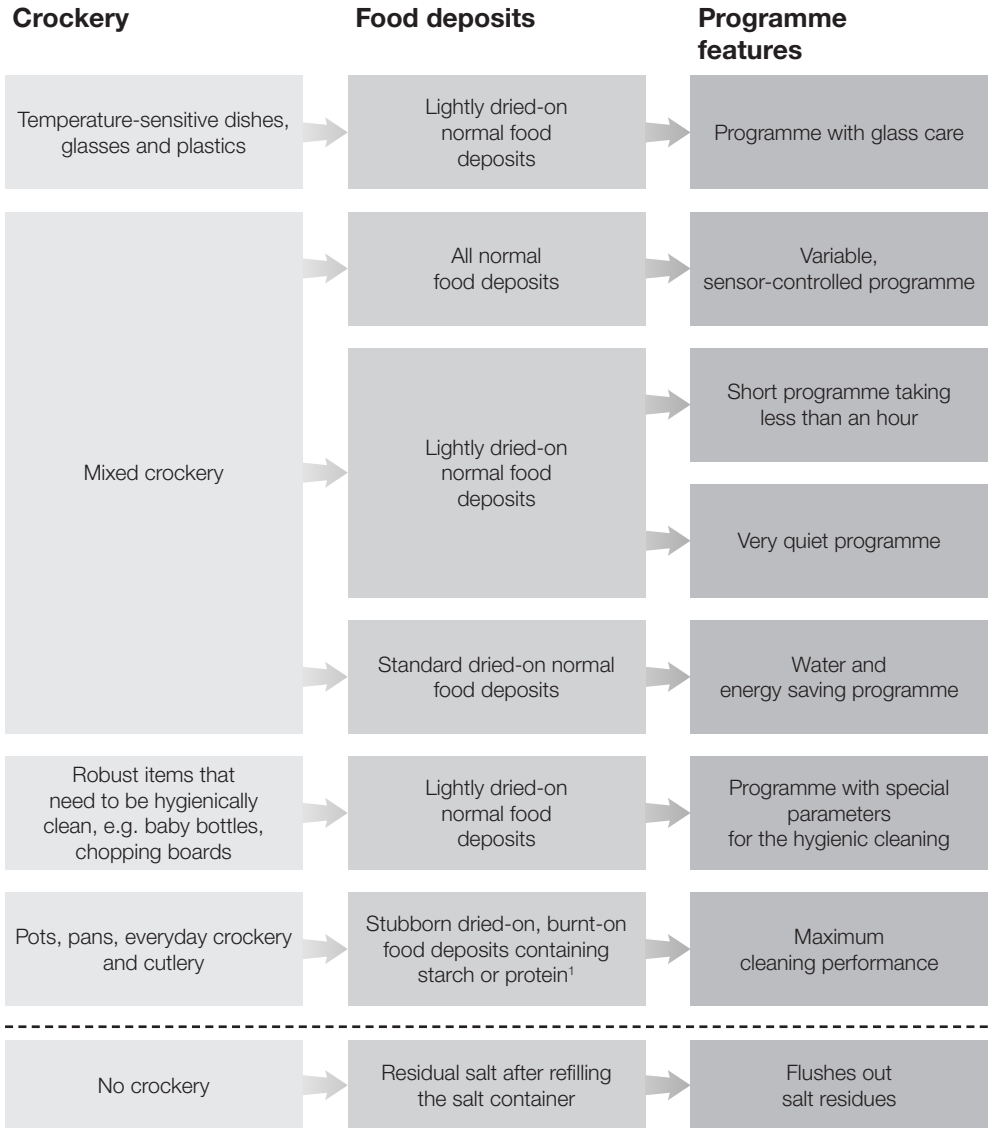 Crockery
Food deposits
Programme
features
Temperature-sensitive dishes,
glasses and plastics
Lightly dried-on
normal food
deposits
Programme with glass care
Mixed crockery
All normal
food deposits
Variable,
sensor-controlled programme
Lightly dried-on
normal food
deposits
Short programme taking
less than an hour
Very quiet programme
Standard dried-on normal
food deposits
Water and
energy saving programme
Robust items that
need to be hygienically
clean, e.g. baby bottles,
chopping boards
Lightly dried-on
normal food
deposits
Programme with special
parameters
for the hygienic cleaning
Pots, pans, everyday crockery
and cutlery
Stubborn dried-on, burnt-on
food deposits containing
starch or protein¹
Maximum
cleaning performance
No crockery
Residual salt after refilling
the salt container
Flushes out
salt residues